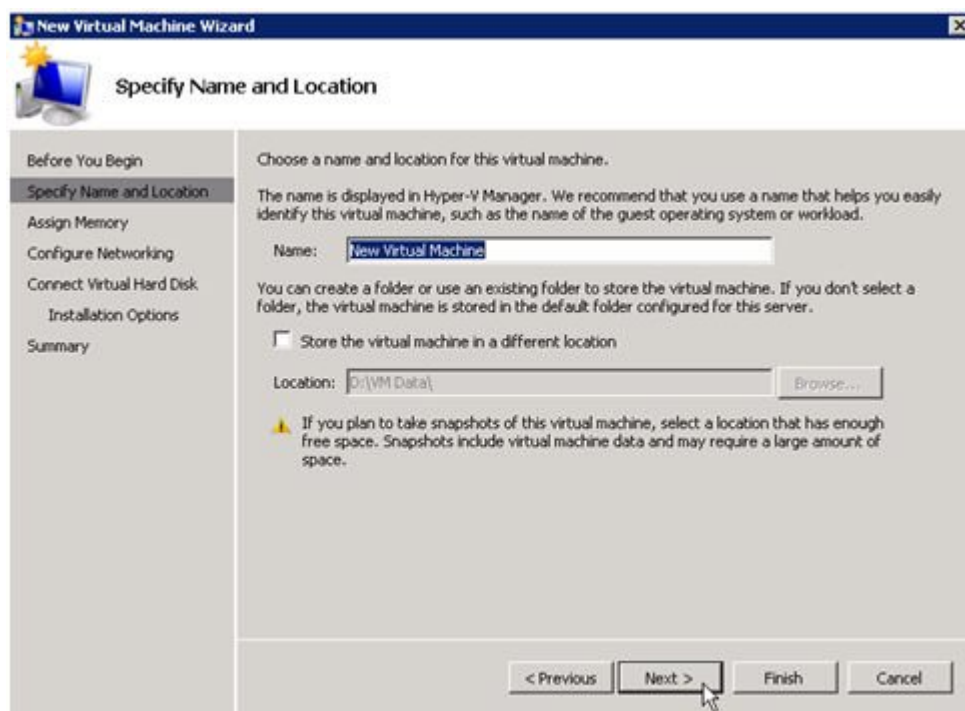 New Virtual Machine Wizard
Specify Name and Location
Before You Begin
Specify Name and Location
Assign Memory
Configure Networking
Connect Virtual Hard Disk
Installation Options
Summary
Choose a name and location for this virtual machine.
The name is displayed in Hyper-V Manager. We recommend that you use a name that helps you easily
identify this virtual machine, such as the name of the guest operating system or workload.
Name: New Virtual Machine
You can create a folder or use an existing folder to store the virtual machine. If you don't select a
folder, the virtual machine is stored in the default folder configured for this server.
Store the virtual machine in a different location
Location: D:\VM Data\ Browse...
If you plan to take snapshots of this virtual machine, select a location that has enough
free space. Snapshots include virtual machine data and may require a large amount of
space.
< Previous Next > Finish Cancel